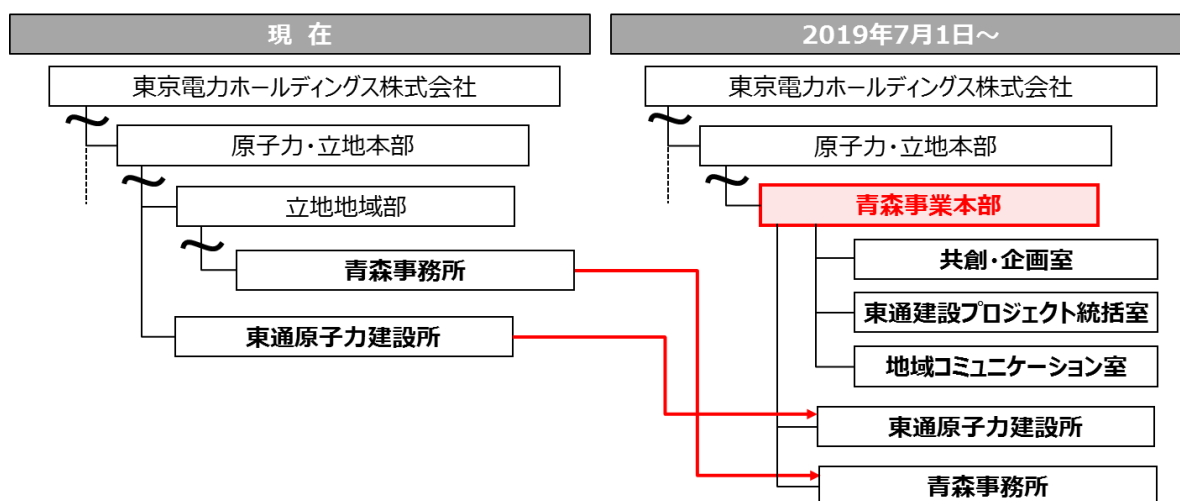 現 在
東京電力ホールディングス株式会社
原子力・立地本部
立地地域部
青森事務所
東通原子力建設所
2019年7月1日～
東京電力ホールディングス株式会社
原子力・立地本部
青森事業本部
共創・企画室
東通建設プロジェクト統括室
地域コミュニケーション室
東通原子力建設所
青森事務所